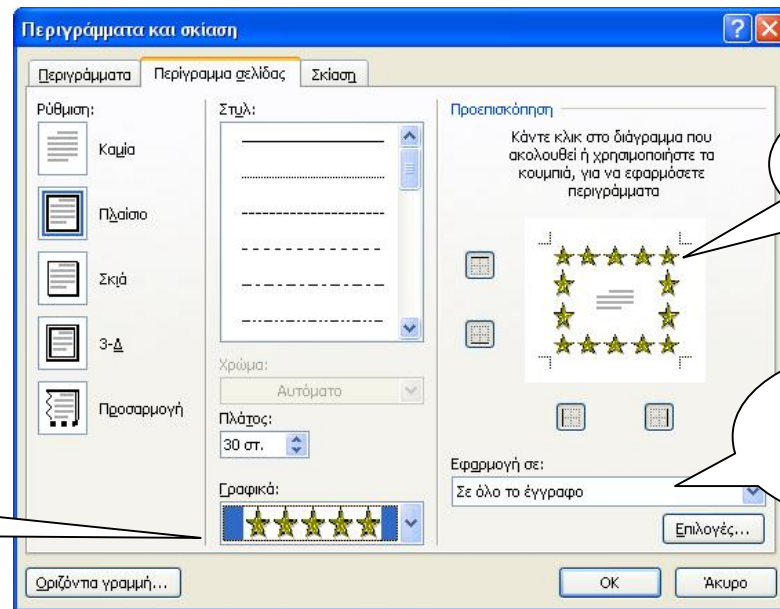 Περιγράμματα και σκίαση
Περιγράμματα
Περίγραμμα σελίδας
Σκίαση
Ρύθμιση:
Καμία
Πλαίσιο
Σκιά
3-Δ
Προσαρμογή
Στυλ:
Χρώμα:
Αυτόματο
Πλάτος:
30 στ.
Γραφικά:
Προεπισκόπηση
Κάντε κλικ στο διάγραμμα που
ακολουθεί ή χρησιμοποιήστε τα
κουμπιά, για να εφαρμόσετε
περιγράμματα
Εφαρμογή σε:
Σε όλο το έγγραφο
Επιλογές...
Οριζόντια γραμμή...
OK
Άκυρο